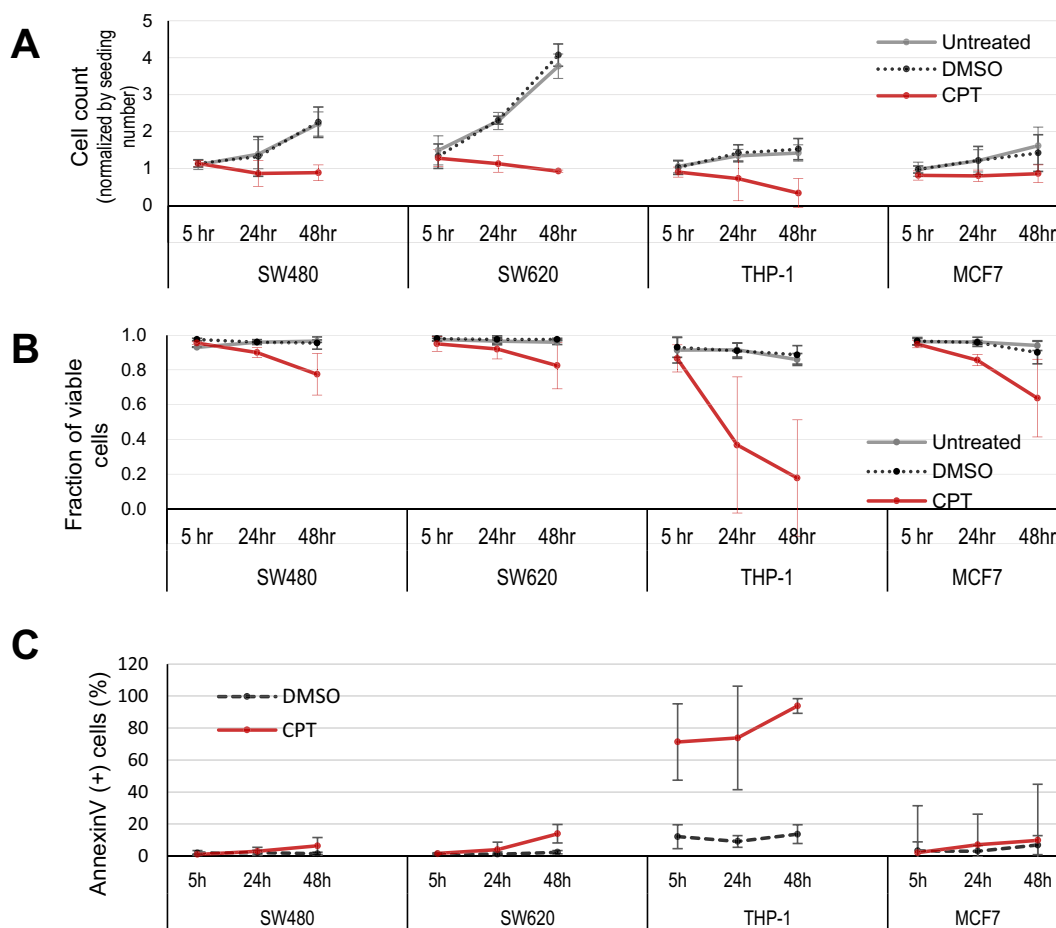 A
Cell count
(normalized by seeding
number)
5
4
3
2
1
0
Untreated
DMSO
CPT
5 hr 24hr 48hr 5 hr 24hr 48hr 5 hr 24hr 48hr 5 hr 24hr 48hr
SW480 SW620 THP-1 MCF7
B
Fraction of viable
cells
1.0
0.8
0.6
0.4
0.2
0.0
Untreated
DMSO
CPT
5 hr 24hr 48hr 5 hr 24hr 48hr 5 hr 24hr 48hr 5 hr 24hr 48hr
SW480 SW620 THP-1 MCF7
C
AnnexinV (+) cells (%)
120
100
80
60
40
20
0
DMSO
CPT
5h 24h 48h 5h 24h 48h 5h 24h 48h 5h 24h 48h
SW480 SW620 THP-1 MCF7